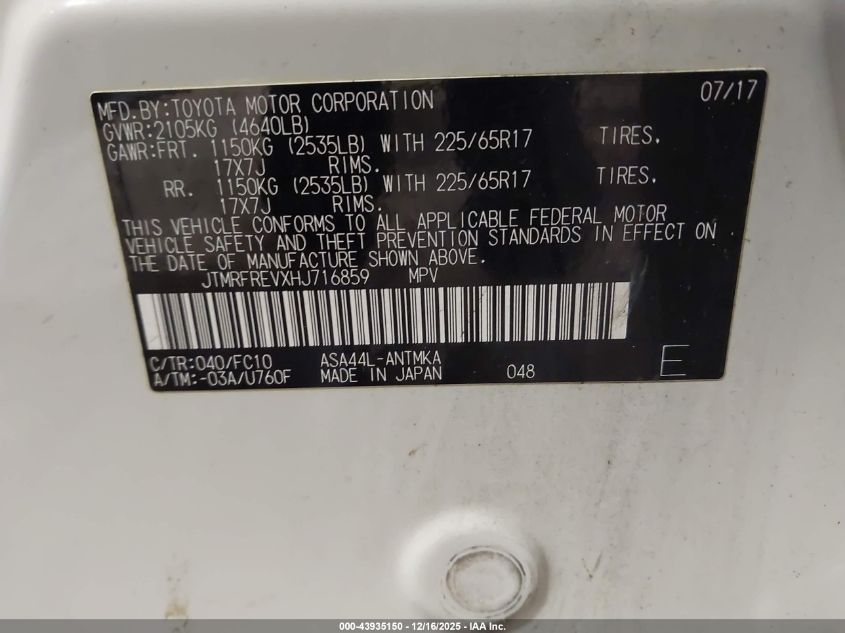 MFD.BY:TOYOTA MOTOR CORPORATION 07/17
GVWR:2105KG (4640LB)
GAWR:FRT. 1150KG (2535LB) WITH 225/65R17 TIRES.
17X7J RIMS.
RR. 1150KG (2535LB) WITH 225/65R17 TIRES.
17X7J RIMS.
THIS VEHICLE CONFORMS TO ALL APPLICABLE FEDERAL MOTOR
VEHICLE SAFETY AND THEFT PREVENTION STANDARDS IN EFFECT ON
THE DATE OF MANUFACTURE SHOWN ABOVE.
JTMRFREVXHJ716859 MPV
C/TR:040/FC10 ASA44L-ANTMKA
A/TM:-03A/U760F MADE IN JAPAN 048 E
000-43935150 - 12/16/2025 - IAA Inc.